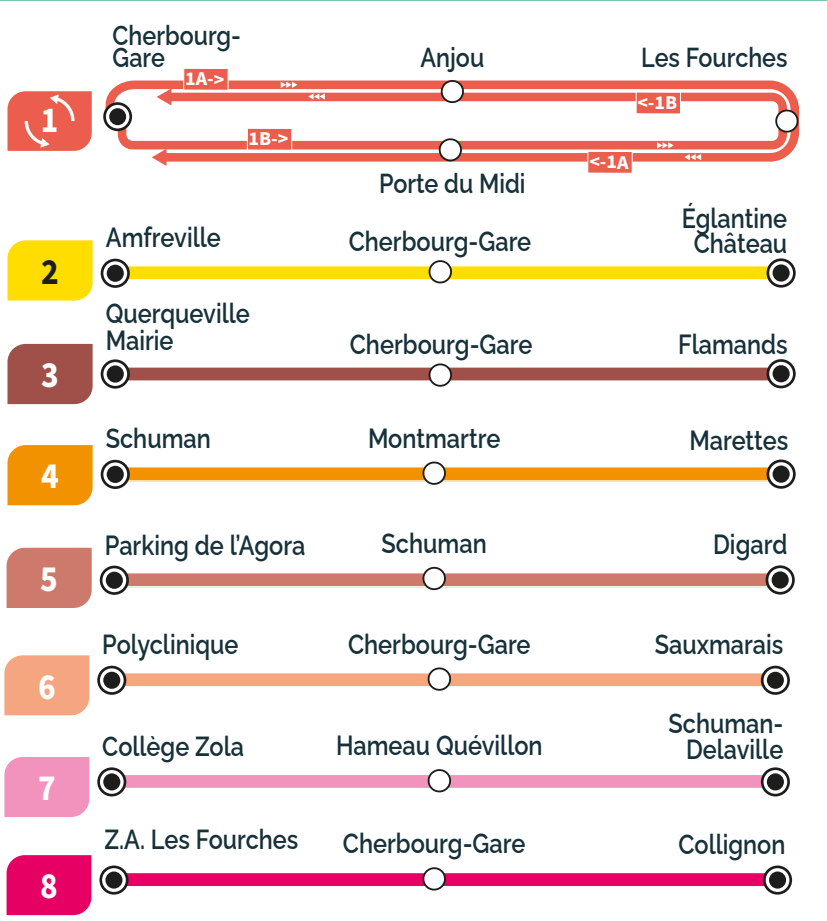 Cherbourg-
Gare
Anjou
Les Fourches
1A->
<-1B
1
1B->
<-1A
Porte du Midi
Amfreville
Cherbourg-Gare
Églantine
Château
2
Querqueville
Mairie
Cherbourg-Gare
Flamands
3
Schuman
Montmartre
Marettes
4
Parking de l'Agora
Schuman
Digard
5
Polyclinique
Cherbourg-Gare
Sauxmarais
6
Collège Zola
Hameau Quévillon
Schuman-
Delaville
7
Z.A. Les Fourches
Cherbourg-Gare
Collignon
8